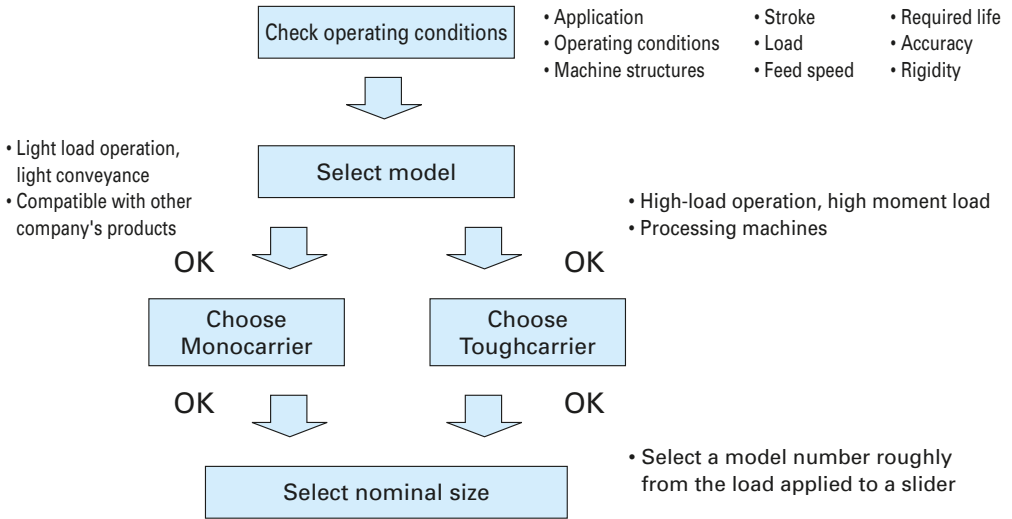 Check operating conditions
• Application
• Operating conditions
• Machine structures
• Stroke
• Load
• Feed speed
• Required life
• Accuracy
• Rigidity
• Light load operation,
light conveyance
• Compatible with other
company's products
Select model
• High-load operation, high moment load
• Processing machines
OK
OK
Choose
Monocarrier
Choose
Toughcarrier
OK
OK
Select nominal size
• Select a model number roughly
from the load applied to a slider